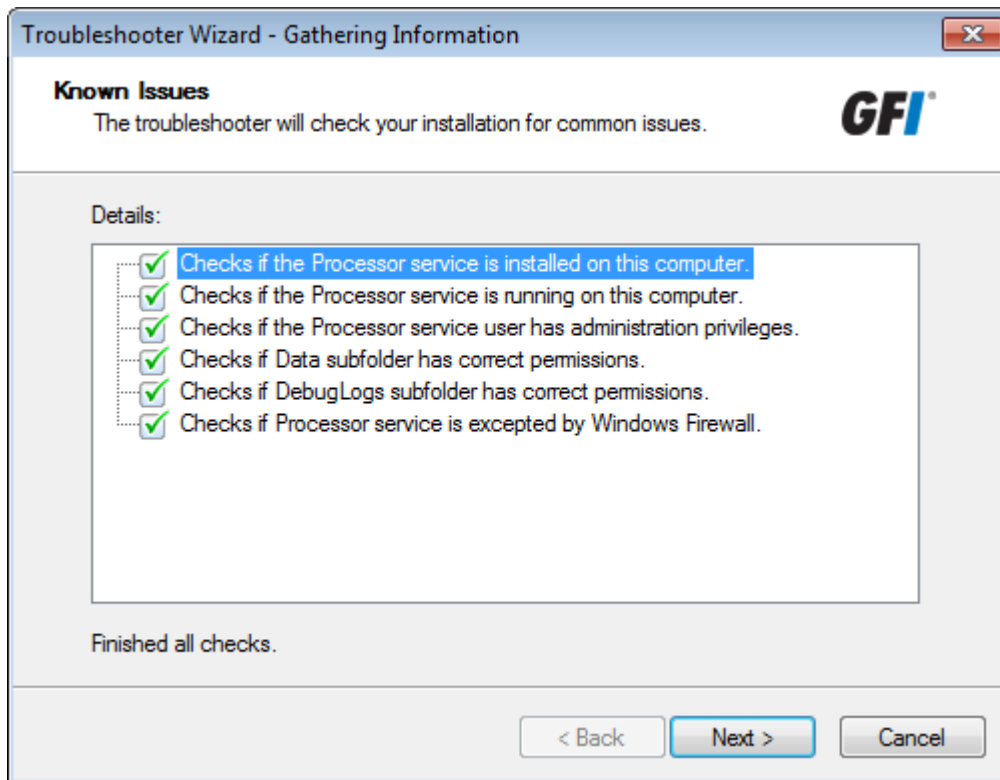 Troubleshooter Wizard - Gathering Information
Known Issues
The troubleshooter will check your installation for common issues.
GFI®
Details:
Checks if the Processor service is installed on this computer.
Checks if the Processor service is running on this computer.
Checks if the Processor service user has administration privileges.
Checks if Data subfolder has correct permissions.
Checks if DebugLogs subfolder has correct permissions.
Checks if Processor service is excepted by Windows Firewall.
Finished all checks.
< Back
Next >
Cancel